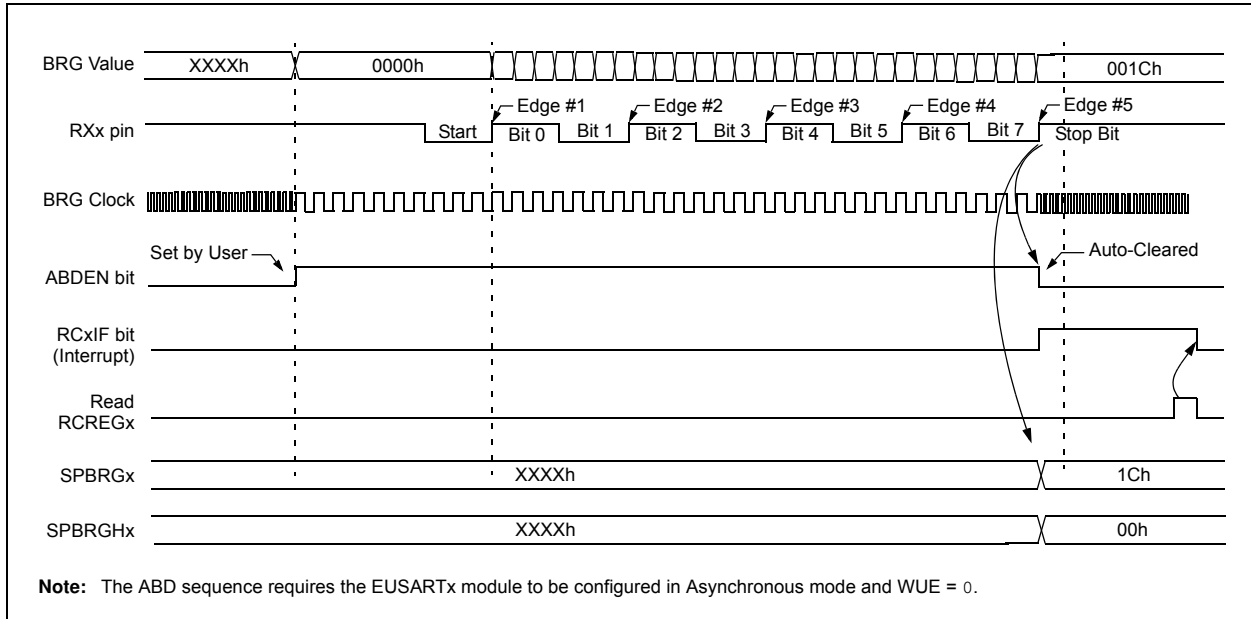 BRG Value
XXXXh
0000h
001Ch
Edge #1
Edge #2
Edge #3
Edge #4
Edge #5
RXx pin
Start
Bit 0
Bit 1
Bit 2
Bit 3
Bit 4
Bit 5
Bit 6
Bit 7
Stop Bit
BRG Clock
Set by User
Auto-Cleared
ABDEN bit
RCxIF bit
(Interrupt)
Read
RCREGx
SPBRGx
XXXXh
1Ch
SPBRGHx
XXXXh
00h
Note: The ABD sequence requires the EUSARTx module to be configured in Asynchronous mode and WUE = 0.